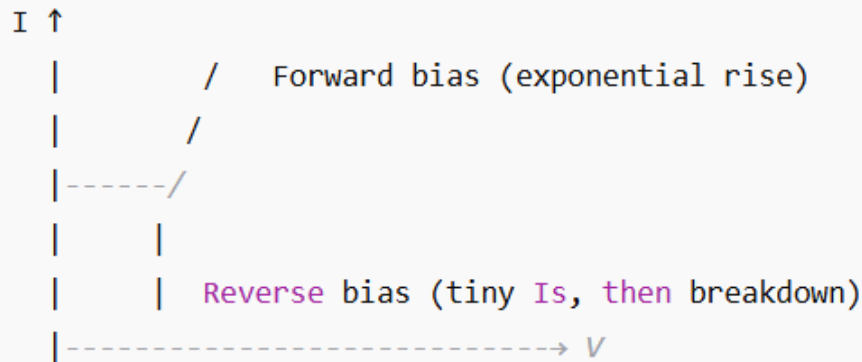 I ↑
|         /   Forward bias (exponential rise)
|        /
|------/
|     |
|     |  Reverse bias (tiny Is, then breakdown)
|----------------------------→ V